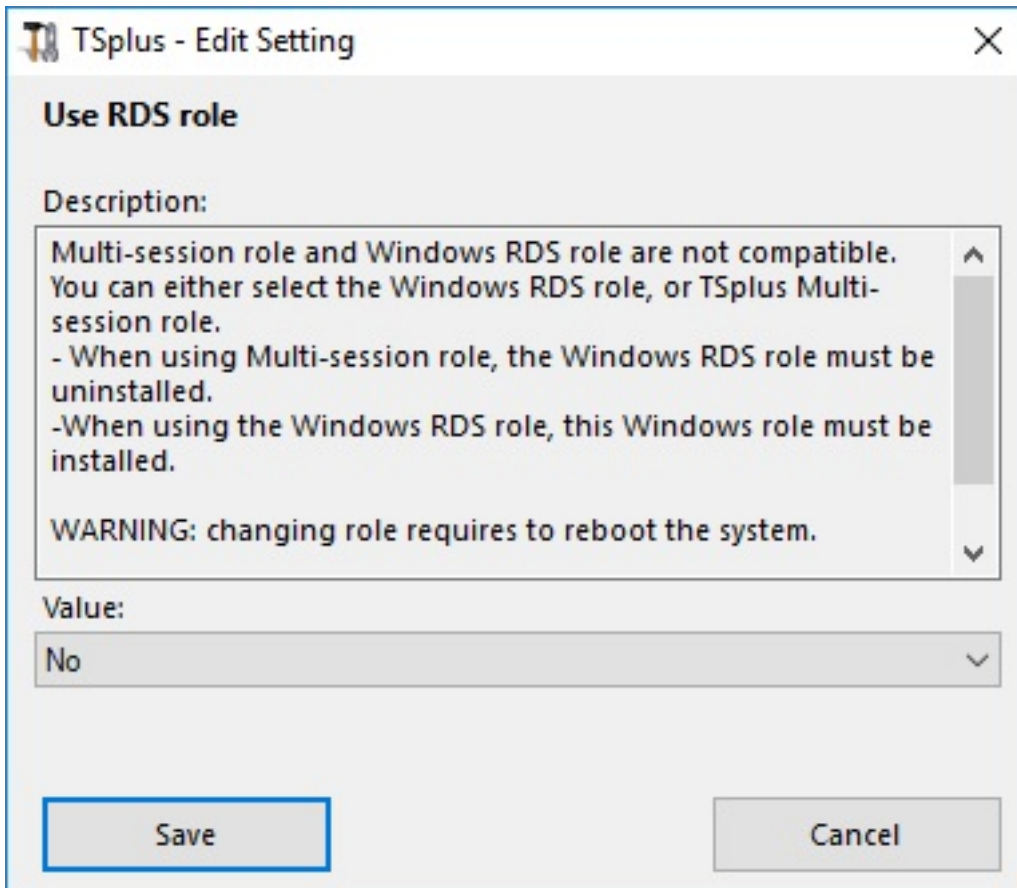 TSplus - Edit Setting
Use RDS role
Description:
Multi-session role and Windows RDS role are not compatible.
You can either select the Windows RDS role, or TSplus Multi-
session role.
- When using Multi-session role, the Windows RDS role must be
uninstalled.
-When using the Windows RDS role, this Windows role must be
installed.
WARNING: changing role requires to reboot the system.
Value:
No
Save
Cancel